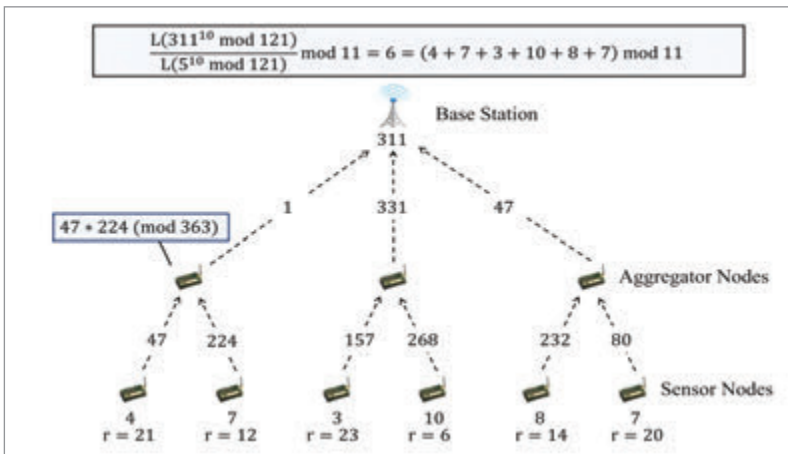 L(311¹⁰ mod 121)
L(5¹⁰ mod 121)
mod 11 = 6 = (4 + 7 + 3 + 10 + 8 + 7) mod 11
Base Station
311
1
331
47
47 * 224 (mod 363)
Aggregator Nodes
47
224
157
268
232
80
Sensor Nodes
4
7
3
10
8
7
r = 21
r = 12
r = 23
r = 6
r = 14
r = 20